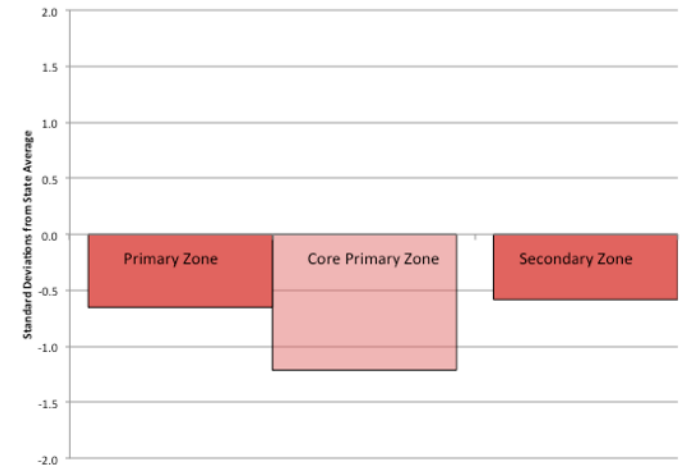 2.0
1.5
1.0
0.5
0.0
-0.5
-1.0
-1.5
-2.0
Standard Deviations from State Average
Primary Zone
Core Primary Zone
Secondary Zone